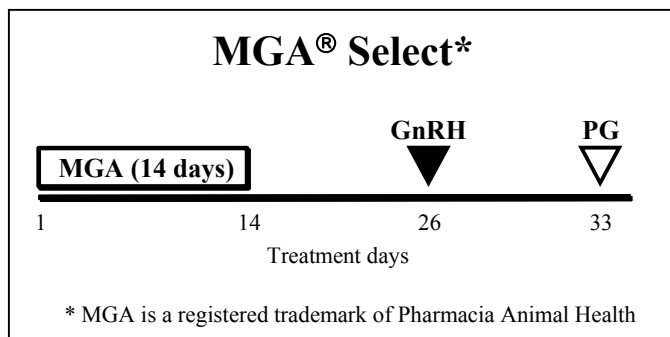 MGA® Select*
GnRH PG
MGA (14 days)
1 14 26 33
Treatment days
* MGA is a registered trademark of Pharmacia Animal Health